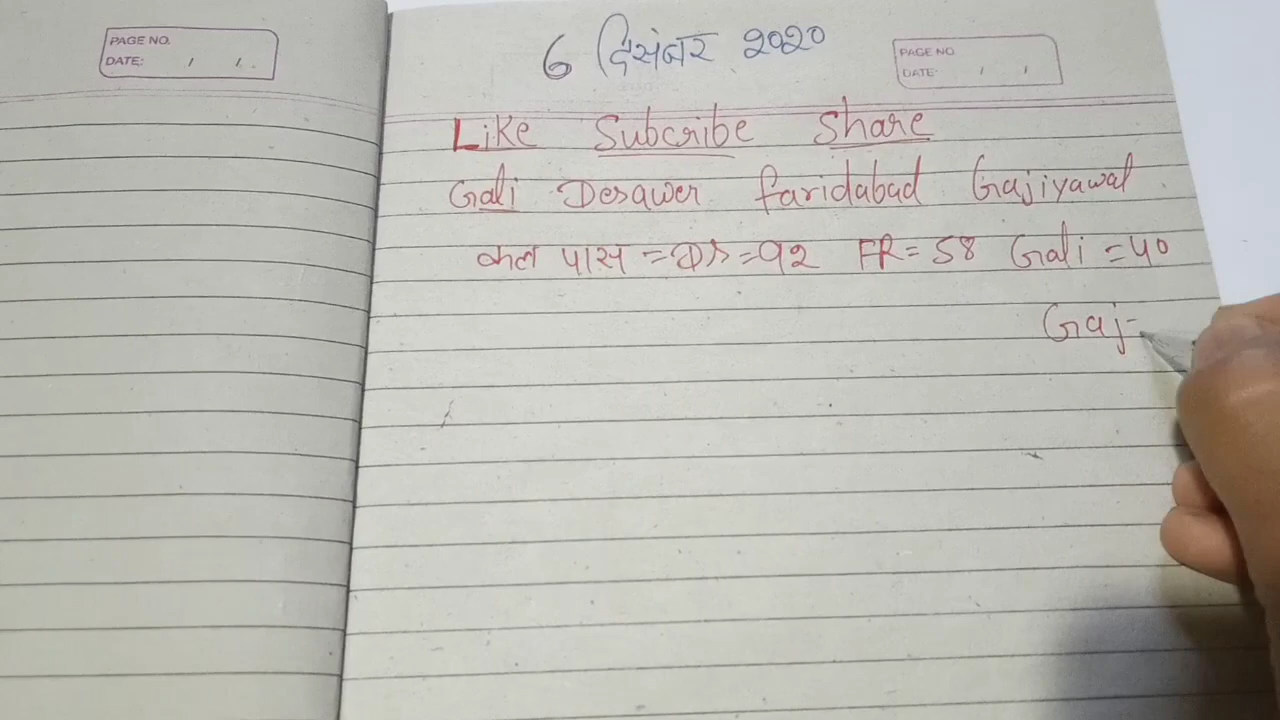 PAGE NO.
DATE: / /
6 दिसंबर 2020
PAGE NO.
DATE: / /
Like Subcribe Share
Gali Desawer faridabad Gajiyawal
कल पास = DS = 92 FR = 58 Gali = 40
Gaj-